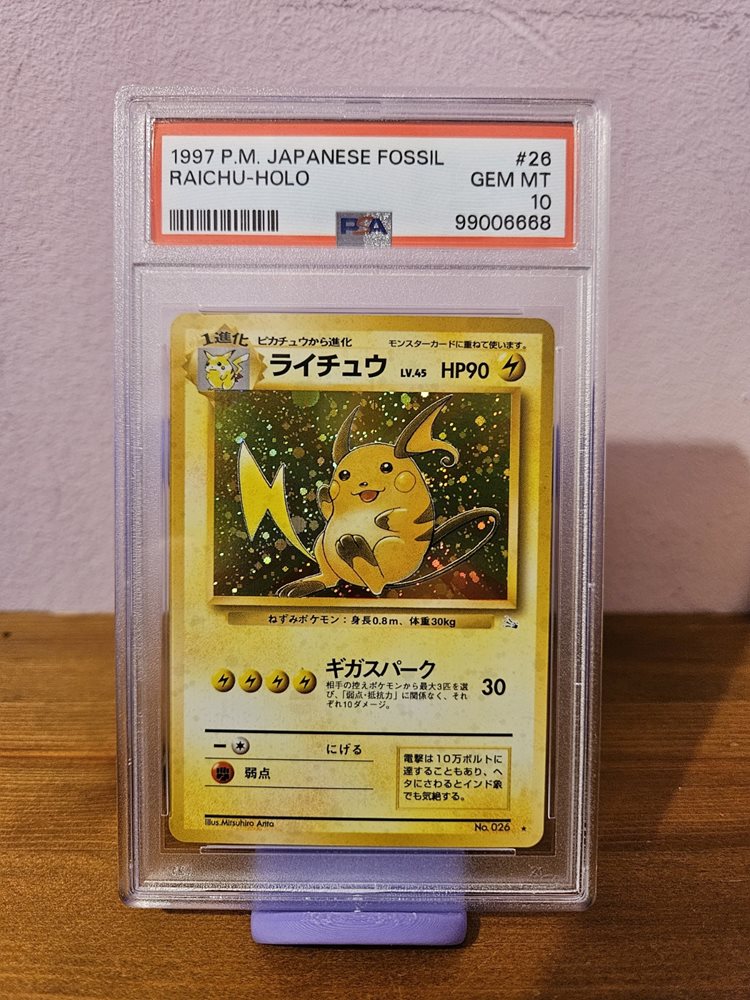 1997 P.M. JAPANESE FOSSIL #26
RAICHU-HOLO GEM MT
10
PSA 99006668
1進化 ピカチュウから進化 モンスターカードに重ねて使います。
ライチュウ LV.45 HP90
ねずみポケモン：身長0.8m、体重30kg
ギガスパーク 30
相手の控えポケモンから最大3匹を選
び、「弱点・抵抗力」に関係なく、それ
ぞれ10ダメージ。
にげる
弱点
電撃は10万ボルトに
達することもあり、ヘ
タにさわるとインド象
でも気絶する。
Illus.Mitsuhiro Arita
No.026 ★